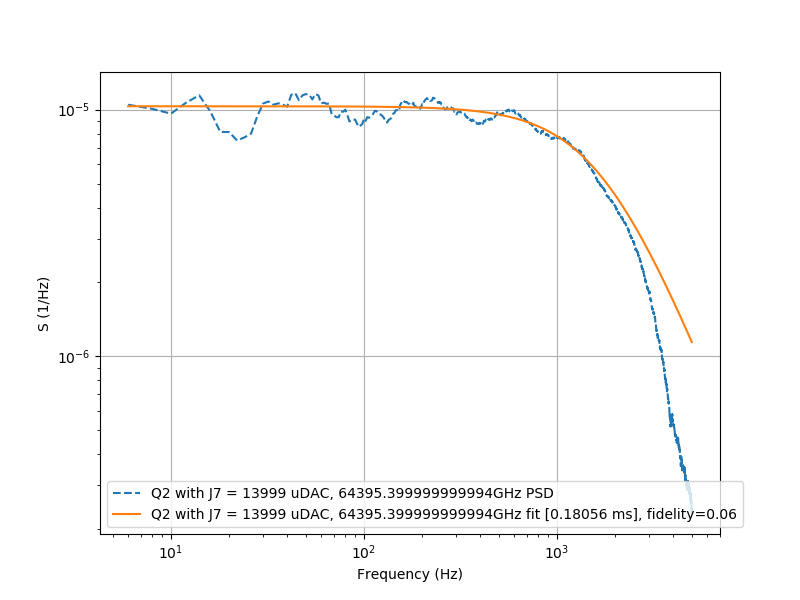 10⁻⁵
10⁻⁶
S (1/Hz)
Q2 with J7 = 13999 uDAC, 64395.399999999994GHz PSD
Q2 with J7 = 13999 uDAC, 64395.399999999994GHz fit [0.18056 ms], fidelity=0.06
10¹ 10² 10³
Frequency (Hz)